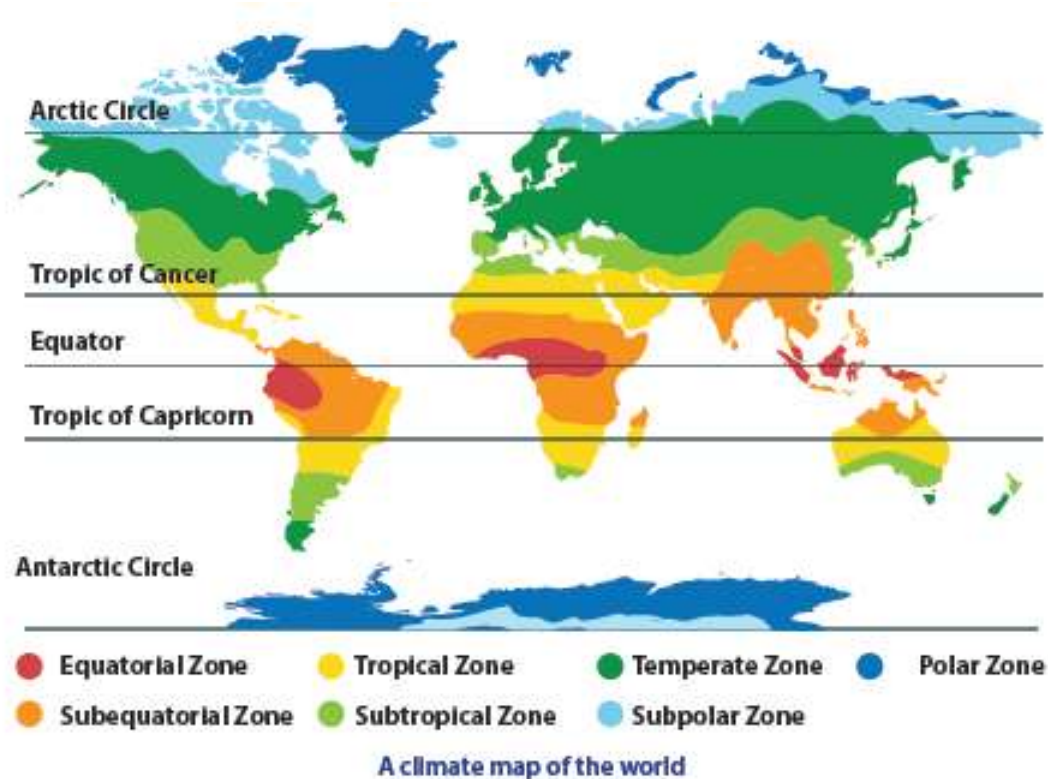 Arctic Circle
Tropic of Cancer
Equator
Tropic of Capricorn
Antarctic Circle
Equatorial Zone
Tropical Zone
Temperate Zone
Polar Zone
Subequatorial Zone
Subtropical Zone
Subpolar Zone
A climate map of the world